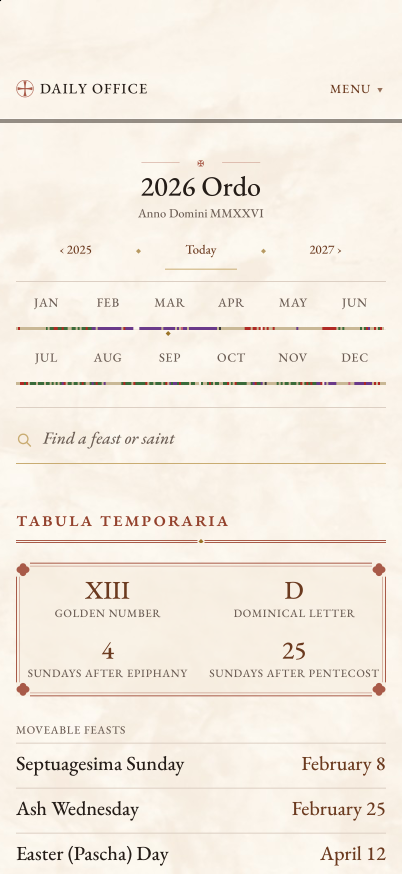 DAILY OFFICE
MENU ▼
2026 Ordo
Anno Domini MMXXVI
‹ 2025
Today
2027 ›
JAN FEB MAR APR MAY JUN
JUL AUG SEP OCT NOV DEC
Find a feast or saint
TABULA TEMPORARIA
XIII D
GOLDEN NUMBER DOMINICAL LETTER
4 25
SUNDAYS AFTER EPIPHANY SUNDAYS AFTER PENTECOST
MOVEABLE FEASTS
Septuagesima Sunday February 8
Ash Wednesday February 25
Easter (Pascha) Day April 12